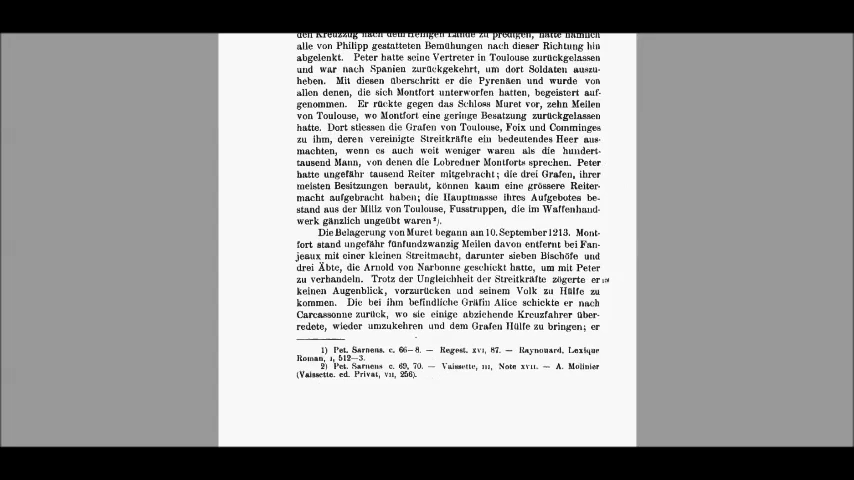 den Kreuzzug nach dem Heiligen Lande zu predigen, hatte nämlich
alle von Philipp gestatteten Bemühungen nach dieser Richtung hin
abgelenkt. Peter hatte seine Vertreter in Toulouse zurückgelassen
und war nach Spanien zurückgekehrt, um dort Soldaten auszu-
heben. Mit diesen überschritt er die Pyrenäen und wurde von
allen denen, die sich Montfort unterworfen hatten, begeistert auf-
genommen. Er rückte gegen das Schloss Muret vor, zehn Meilen
von Toulouse, wo Montfort eine geringe Besatzung zurückgelassen
hatte. Dort stiessen die Grafen von Toulouse, Foix und Comminges
zu ihm, deren vereinigte Streitkräfte ein bedeutendes Heer aus-
machten, wenn es auch weit weniger waren als die hundert-
tausend Mann, von denen die Lobredner Montforts sprechen. Peter
hatte ungefähr tausend Reiter mitgebracht; die drei Grafen, ihrer
meisten Besitzungen beraubt, können kaum eine grössere Reiter-
macht aufgebracht haben; die Hauptmasse ihres Aufgebotes be-
stand aus der Miliz von Toulouse, Fusstruppen, die im Waffenhand-
werk gänzlich ungeübt waren²).
Die Belagerung von Muret begann am 10. September 1213. Mont-
fort stand ungefähr fünfundzwanzig Meilen davon entfernt bei Fan-
jeaux mit einer kleinen Streitmacht, darunter sieben Bischöfe und
drei Äbte, die Arnold von Narbonne geschickt hatte, um mit Peter
zu verhandeln. Trotz der Ungleichheit der Streitkräfte zögerte er
keinen Augenblick, vorzurücken und seinem Volk zu Hülfe zu
kommen. Die bei ihm befindliche Gräfin Alice schickte er nach
Carcassonne zurück, wo sie einige abziehende Kreuzfahrer über-
redete, wieder umzukehren und dem Grafen Hülfe zu bringen; er
1) Pet. Sarnens. c. 66—8. — Regest. XVI, 87. — Raynouard, Lexique
Roman, I, 512—3.
2) Pet. Sarnens c. 69, 70. — Vaissette, III, Note XVII. — A. Molinier
(Vaissette. ed. Privat, VII, 256).